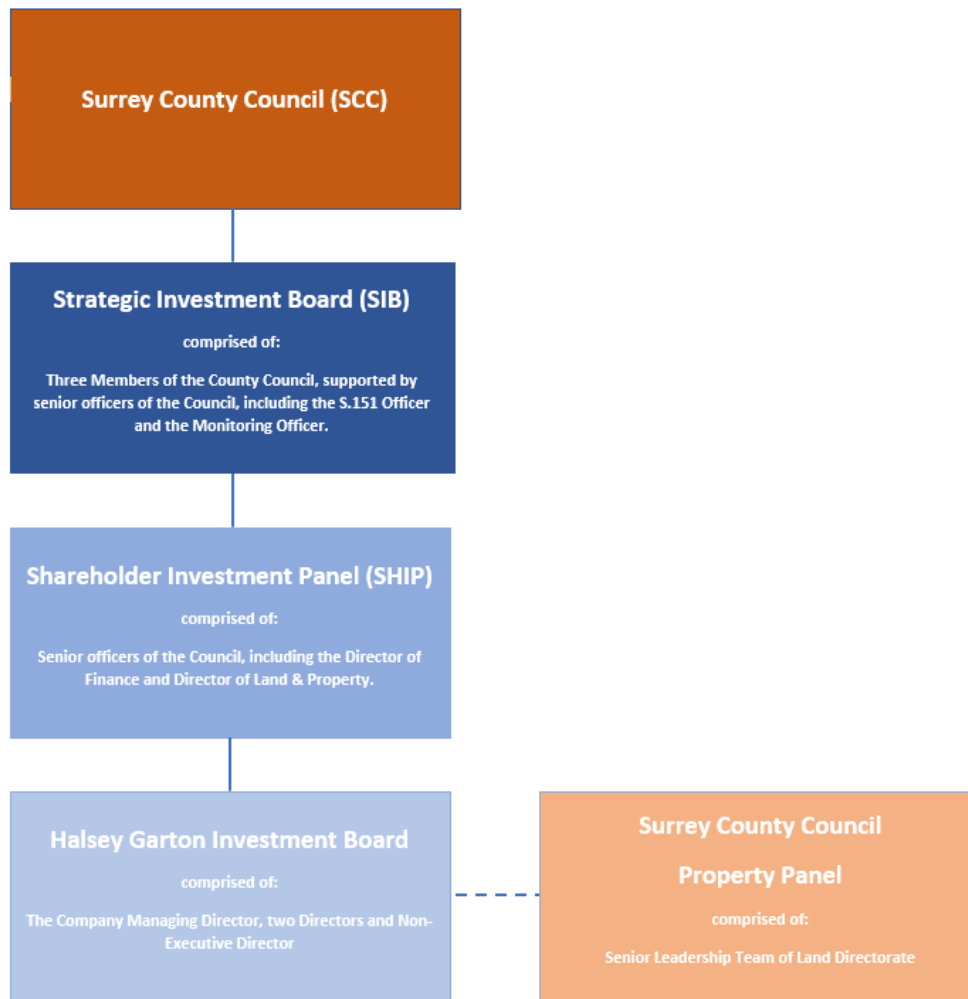 Surrey County Council (SCC)
Strategic Investment Board (SIB)
comprised of:
Three Members of the County Council, supported by
senior officers of the Council, including the S.151 Officer
and the Monitoring Officer.
Shareholder Investment Panel (SHIP)
comprised of:
Senior officers of the Council, including the Director of
Finance and Director of Land & Property.
Halsey Garton Investment Board
comprised of:
The Company Managing Director, two Directors and Non-
Executive Director
Surrey County Council
Property Panel
comprised of:
Senior Leadership Team of Land Directorate